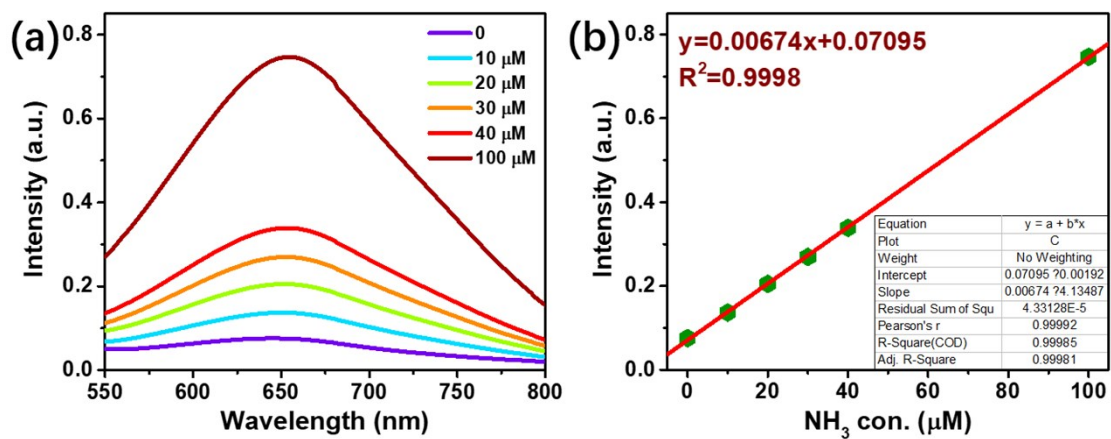 (a)
0.8
0.6
0.4
0.2
0.0
Intensity (a.u.)
550 600 650 700 750 800
Wavelength (nm)
0
10 μM
20 μM
30 μM
40 μM
100 μM
(b)
y=0.00674x+0.07095
R²=0.9998
0.8
0.6
0.4
0.2
0.0
Intensity (a.u.)
0 20 40 60 80 100
NH₃ con. (μM)
Equation y = a + b*x
Plot C
Weight No Weighting
Intercept 0.07095 ?0.00192
Slope 0.00674 ?4.13487
Residual Sum of Squ 4.33128E-5
Pearson's r 0.99992
R-Square(COD) 0.99985
Adj. R-Square 0.99981